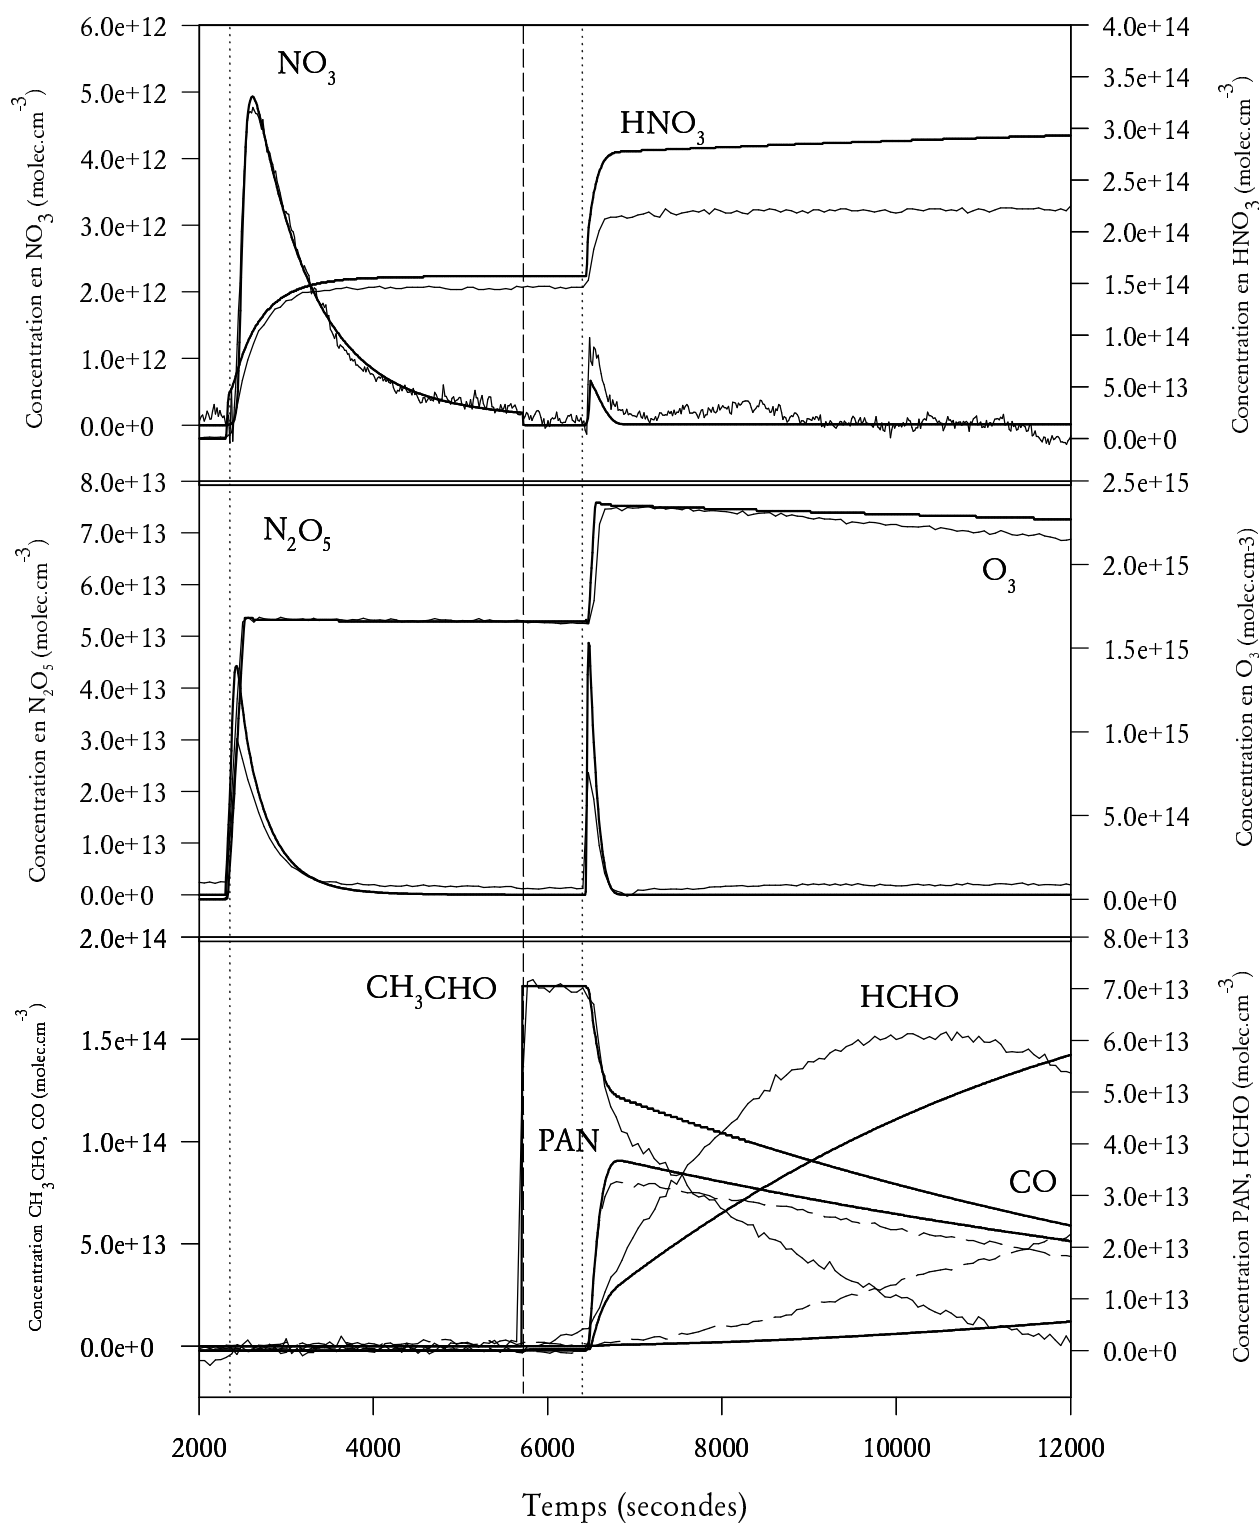 6.0e+12
5.0e+12
4.0e+12
3.0e+12
2.0e+12
1.0e+12
0.0e+0
Concentration en NO3 (molec.cm-3)
NO3
HNO3
4.0e+14
3.5e+14
3.0e+14
2.5e+14
2.0e+14
1.5e+14
1.0e+14
5.0e+13
0.0e+0
Concentration en HNO3 (molec.cm-3)
8.0e+13
7.0e+13
6.0e+13
5.0e+13
4.0e+13
3.0e+13
2.0e+13
1.0e+13
0.0e+0
Concentration en N2O5 (molec.cm-3)
N2O5
O3
2.5e+15
2.0e+15
1.5e+15
1.0e+15
5.0e+14
0.0e+0
Concentration en O3 (molec.cm-3)
2.0e+14
1.5e+14
1.0e+14
5.0e+13
0.0e+0
Concentration CH3CHO, CO (molec.cm-3)
CH3CHO
HCHO
PAN
CO
8.0e+13
7.0e+13
6.0e+13
5.0e+13
4.0e+13
3.0e+13
2.0e+13
1.0e+13
0.0e+0
Concentration PAN, HCHO (molec.cm-3)
2000 4000 6000 8000 10000 12000
Temps (secondes)